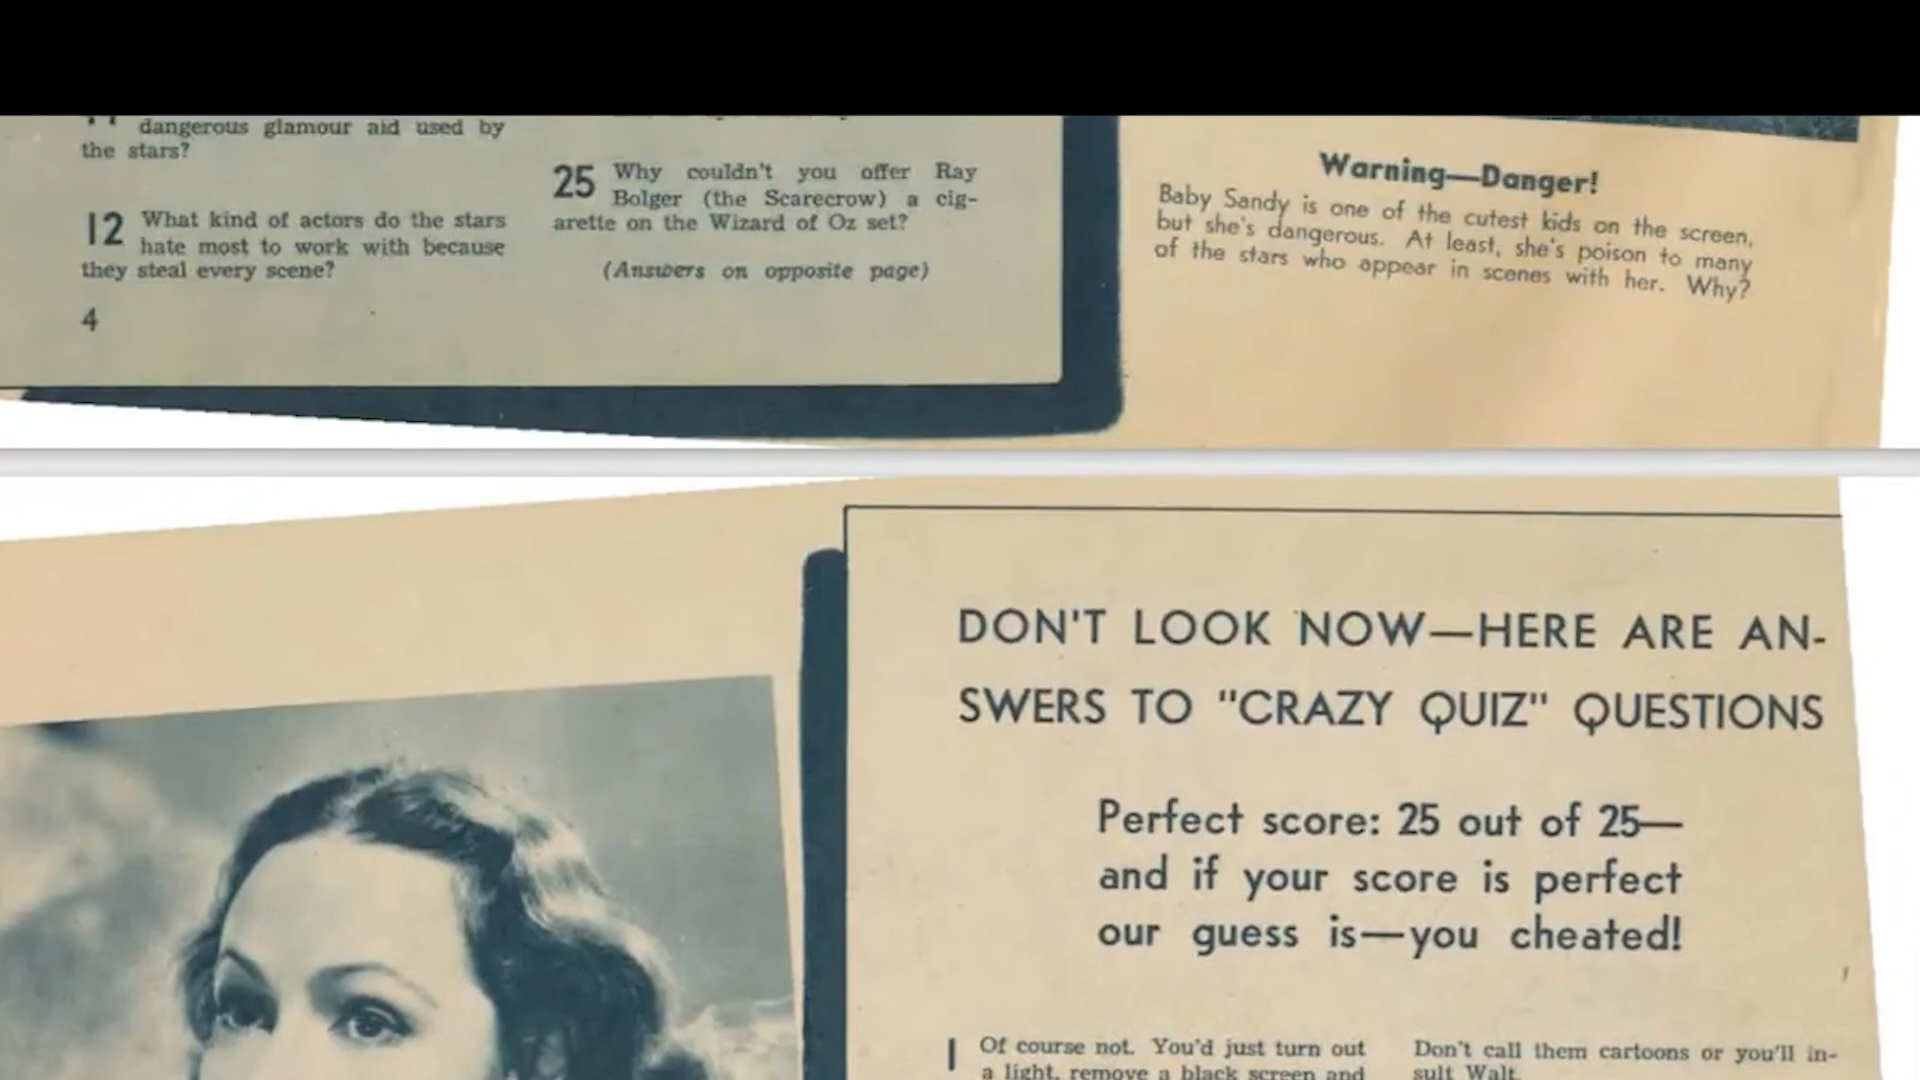 dangerous glamour aid used by
the stars?
12 What kind of actors do the stars
hate most to work with because
they steal every scene?
4
25 Why couldn't you offer Ray
Bolger (the Scarecrow) a cig-
arette on the Wizard of Oz set?
(Answers on opposite page)
Warning—Danger!
Baby Sandy is one of the cutest kids on the screen,
but she's dangerous. At least, she's poison to many
of the stars who appear in scenes with her. Why?
DON'T LOOK NOW—HERE ARE AN-
SWERS TO "CRAZY QUIZ" QUESTIONS
Perfect score: 25 out of 25—
and if your score is perfect
our guess is—you cheated!
1 Of course not. You'd just turn out
a light, remove a black screen and
Don't call them cartoons or you'll in-
sult Walt.